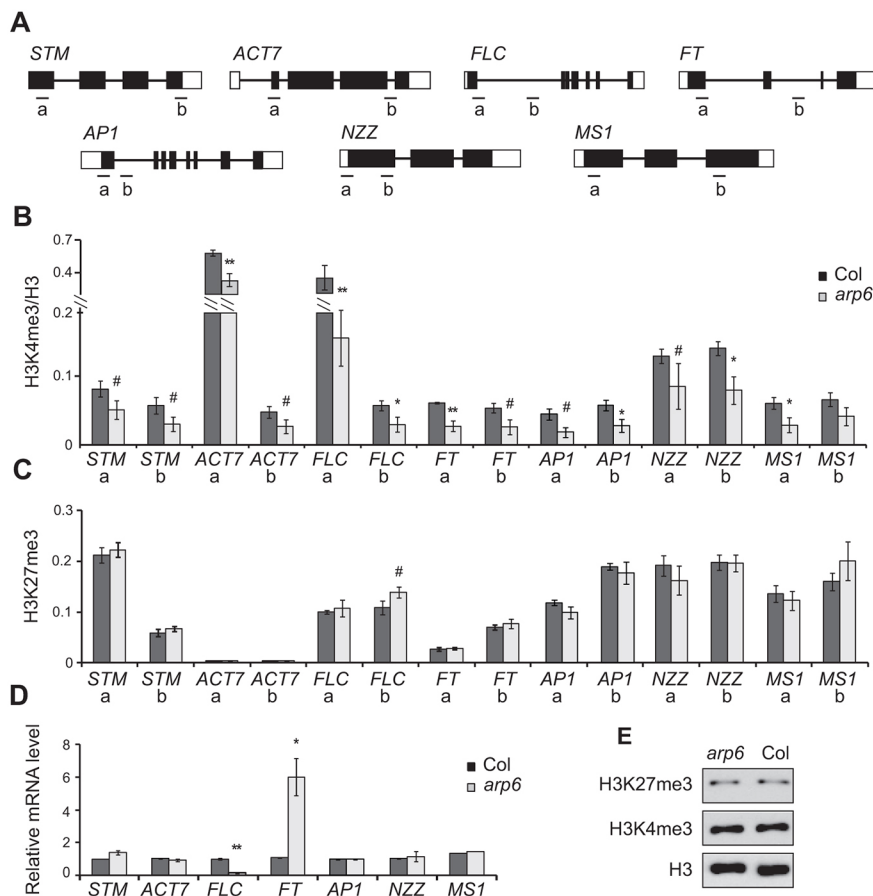 A
STM ACT7 FLC FT
a b a b a b a b
AP1 NZZ MS1
a b a b a b
B
H3K4me3/H3
0.7
0.4
0.2
0.1
0
# # ** # ** * ** # # * # * *
Col
arp6
STM STM ACT7 ACT7 FLC FLC FT FT AP1 AP1 NZZ NZZ MS1 MS1
a b a b a b a b a b a b a b
C
H3K27me3
0.3
0.2
0.1
0
#
STM STM ACT7 ACT7 FLC FLC FT FT AP1 AP1 NZZ NZZ MS1 MS1
a b a b a b a b a b a b a b
D
Relative mRNA level
8
6
4
2
0
** *
Col
arp6
STM ACT7 FLC FT AP1 NZZ MS1
E
arp6 Col
H3K27me3
H3K4me3
H3